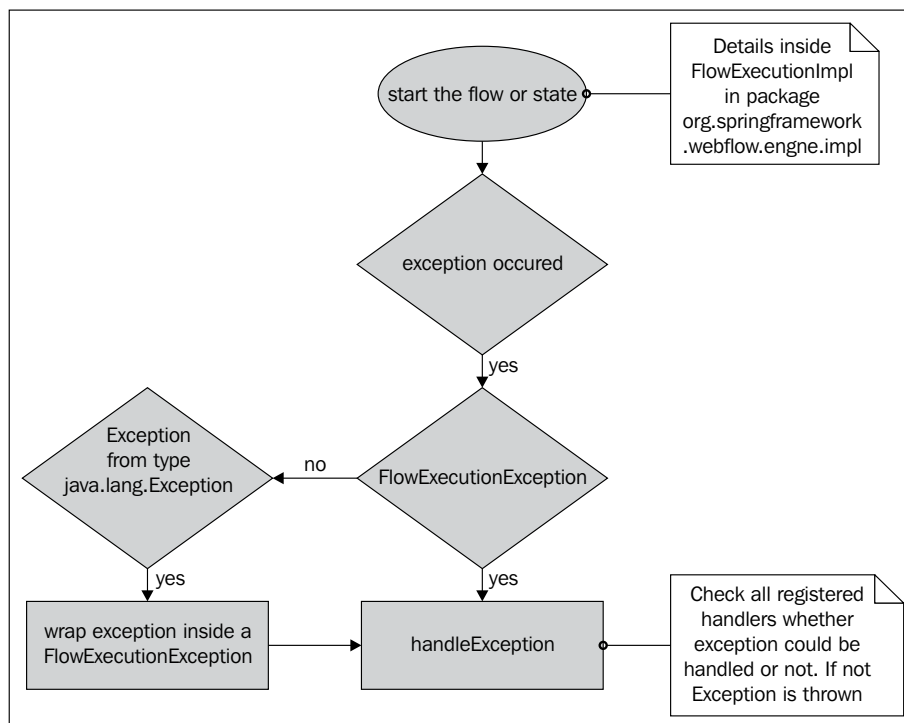 start the flow or state
Details inside
FlowExecutionImpl
in package
org.springframework
.webflow.engne.impl
exception occured
yes
Exception
from type
java.lang.Exception
no
FlowExecutionException
yes
yes
wrap exception inside a
FlowExecutionException
handleException
Check all registered
handlers whether
exception could be
handled or not. If not
Exception is thrown